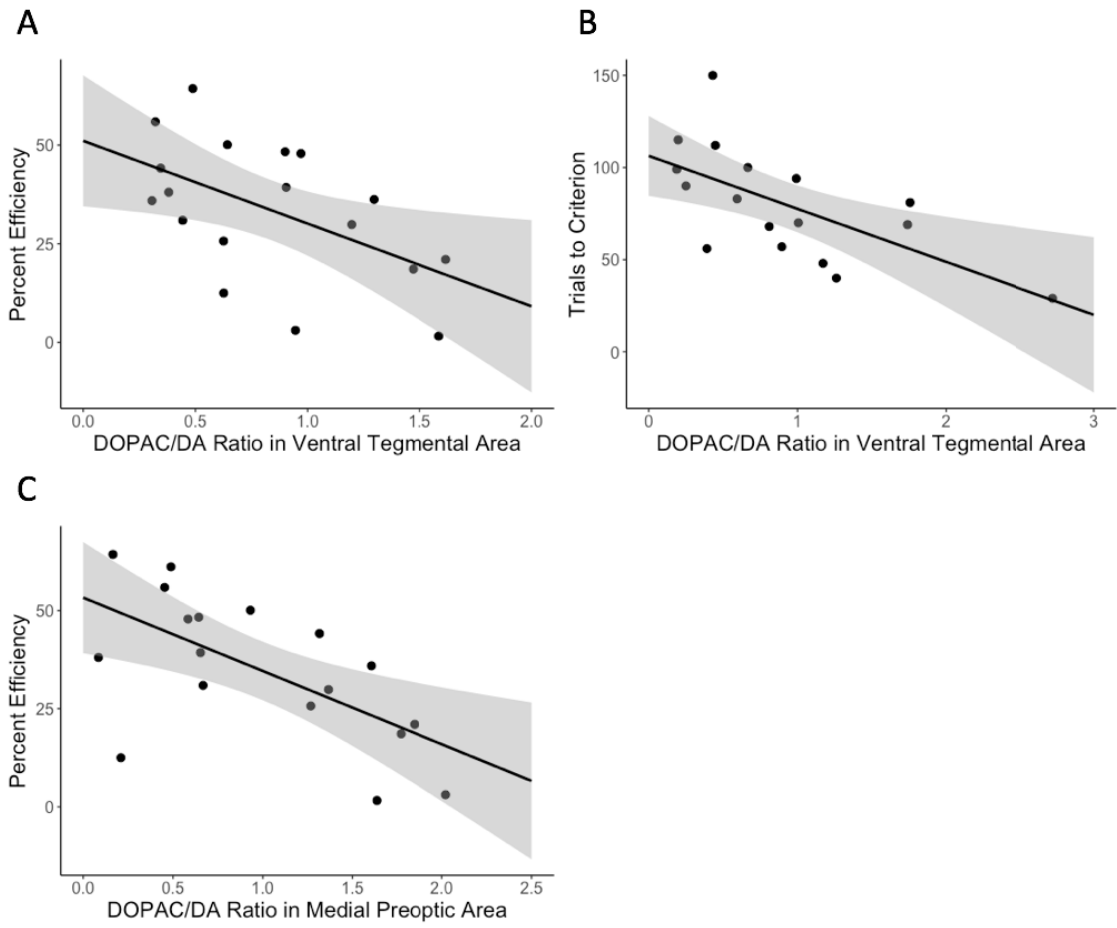 A
Percent Efficiency
50
25
0
0.0 0.5 1.0 1.5 2.0
DOPAC/DA Ratio in Ventral Tegmental Area
B
Trials to Criterion
150
100
50
0
0 1 2 3
DOPAC/DA Ratio in Ventral Tegmental Area
C
Percent Efficiency
50
25
0
0.0 0.5 1.0 1.5 2.0 2.5
DOPAC/DA Ratio in Medial Preoptic Area